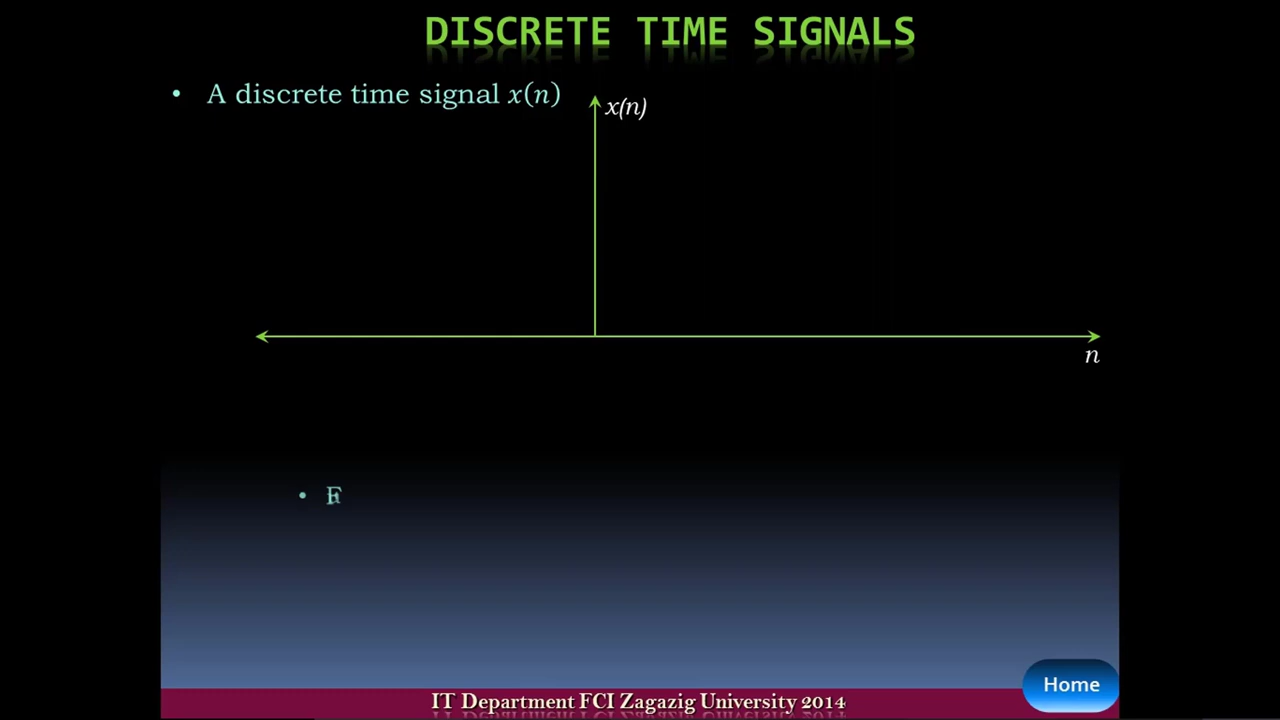 DISCRETE TIME SIGNALS
• A discrete time signal x(n)
x(n)
n
•
Home
IT Department FCI Zagazig University 2014